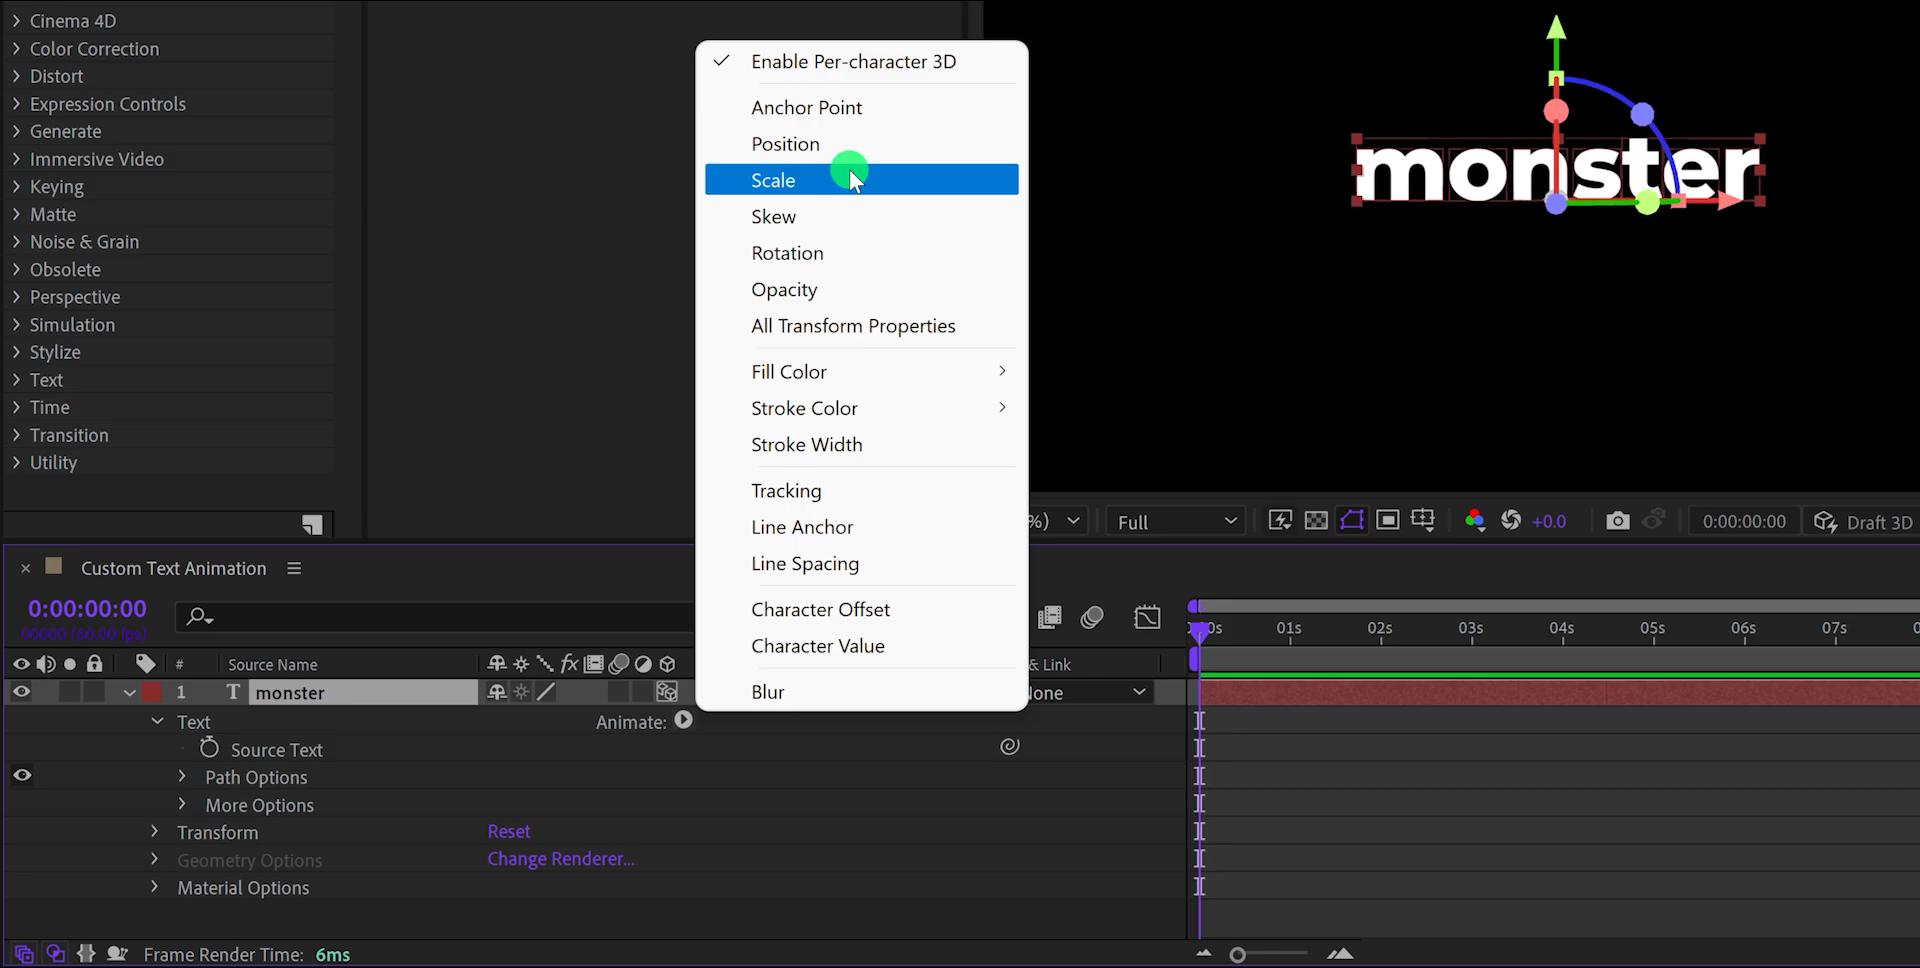 Cinema 4D
Color Correction
Distort
Expression Controls
Generate
Immersive Video
Keying
Matte
Noise & Grain
Obsolete
Perspective
Simulation
Stylize
Text
Time
Transition
Utility
Enable Per-character 3D
Anchor Point
Position
Scale
Skew
Rotation
Opacity
All Transform Properties
Fill Color
Stroke Color
Stroke Width
Tracking
Line Anchor
Line Spacing
Character Offset
Character Value
Blur
monster
%) Full +0.0 0:00:00:00 Draft 3D
Custom Text Animation
0:00:00:00
00000 (60.00 fps)
01s 02s 03s 04s 05s 06s 07s
# Source Name fx & Link
1 T monster
Text Animate:
Source Text
Path Options
More Options
Transform Reset
Geometry Options Change Renderer...
Material Options
Frame Render Time: 6ms